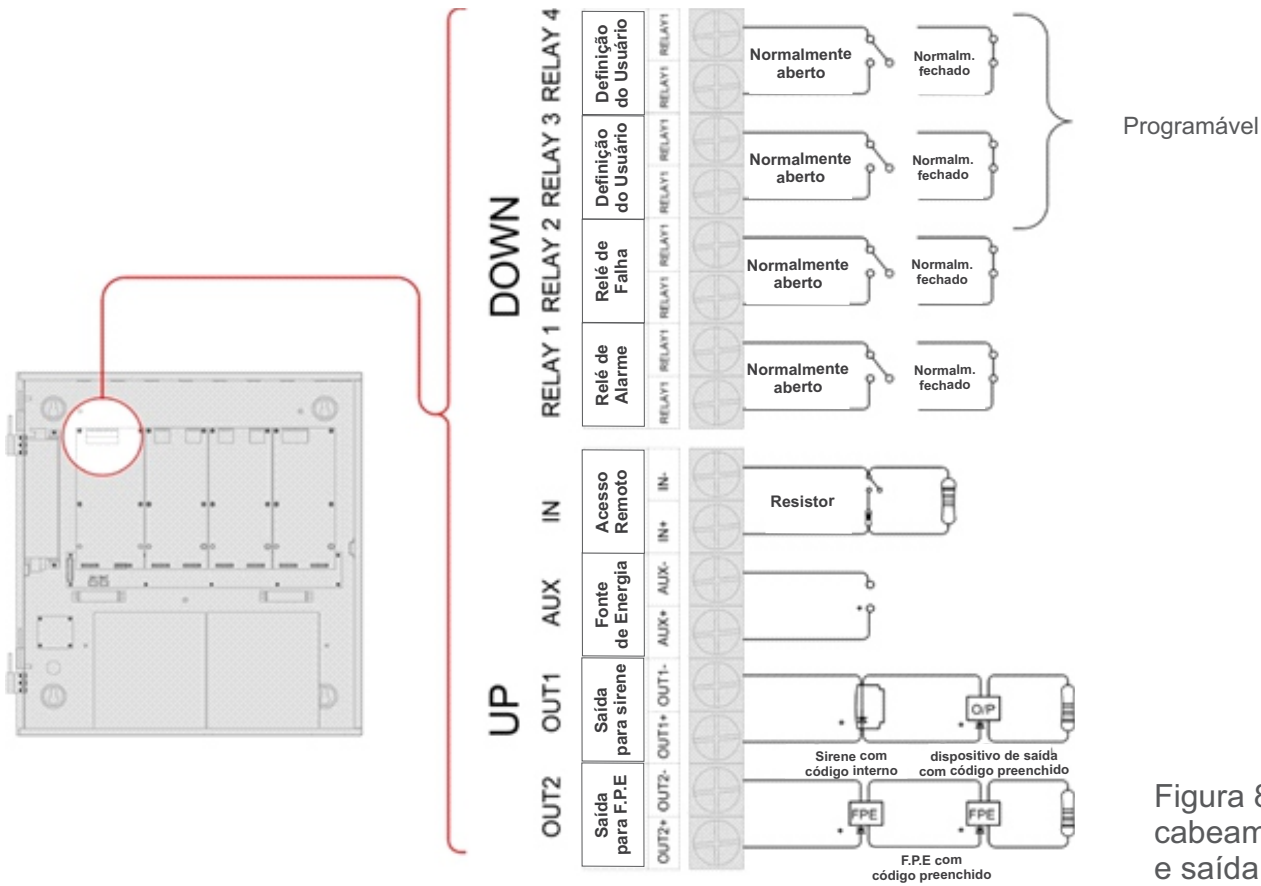 DOWN
RELAY 4
Definição
do Usuário
RELAY1
RELAY1
Normalmente
aberto
Normalm.
fechado
RELAY 3
Definição
do Usuário
RELAY1
RELAY1
Normalmente
aberto
Normalm.
fechado
Programável
RELAY 2
Relé de
Falha
RELAY1
RELAY1
Normalmente
aberto
Normalm.
fechado
RELAY 1
Relé de
Alarme
RELAY1
RELAY1
Normalmente
aberto
Normalm.
fechado
UP
IN
Acesso
Remoto
IN-
IN+
Resistor
AUX
Fonte
de Energia
AUX-
AUX+
+
OUT1
Saída
para sirene
OUT1-
OUT1+
+
O/P
+
Sirene com
código interno
dispositivo de saída
com código preenchido
OUT2
Saída
para F.P.E
OUT2-
OUT2+
+
FPE
+
FPE
F.P.E com
código preenchido
Figura 8
cabeam
e saída